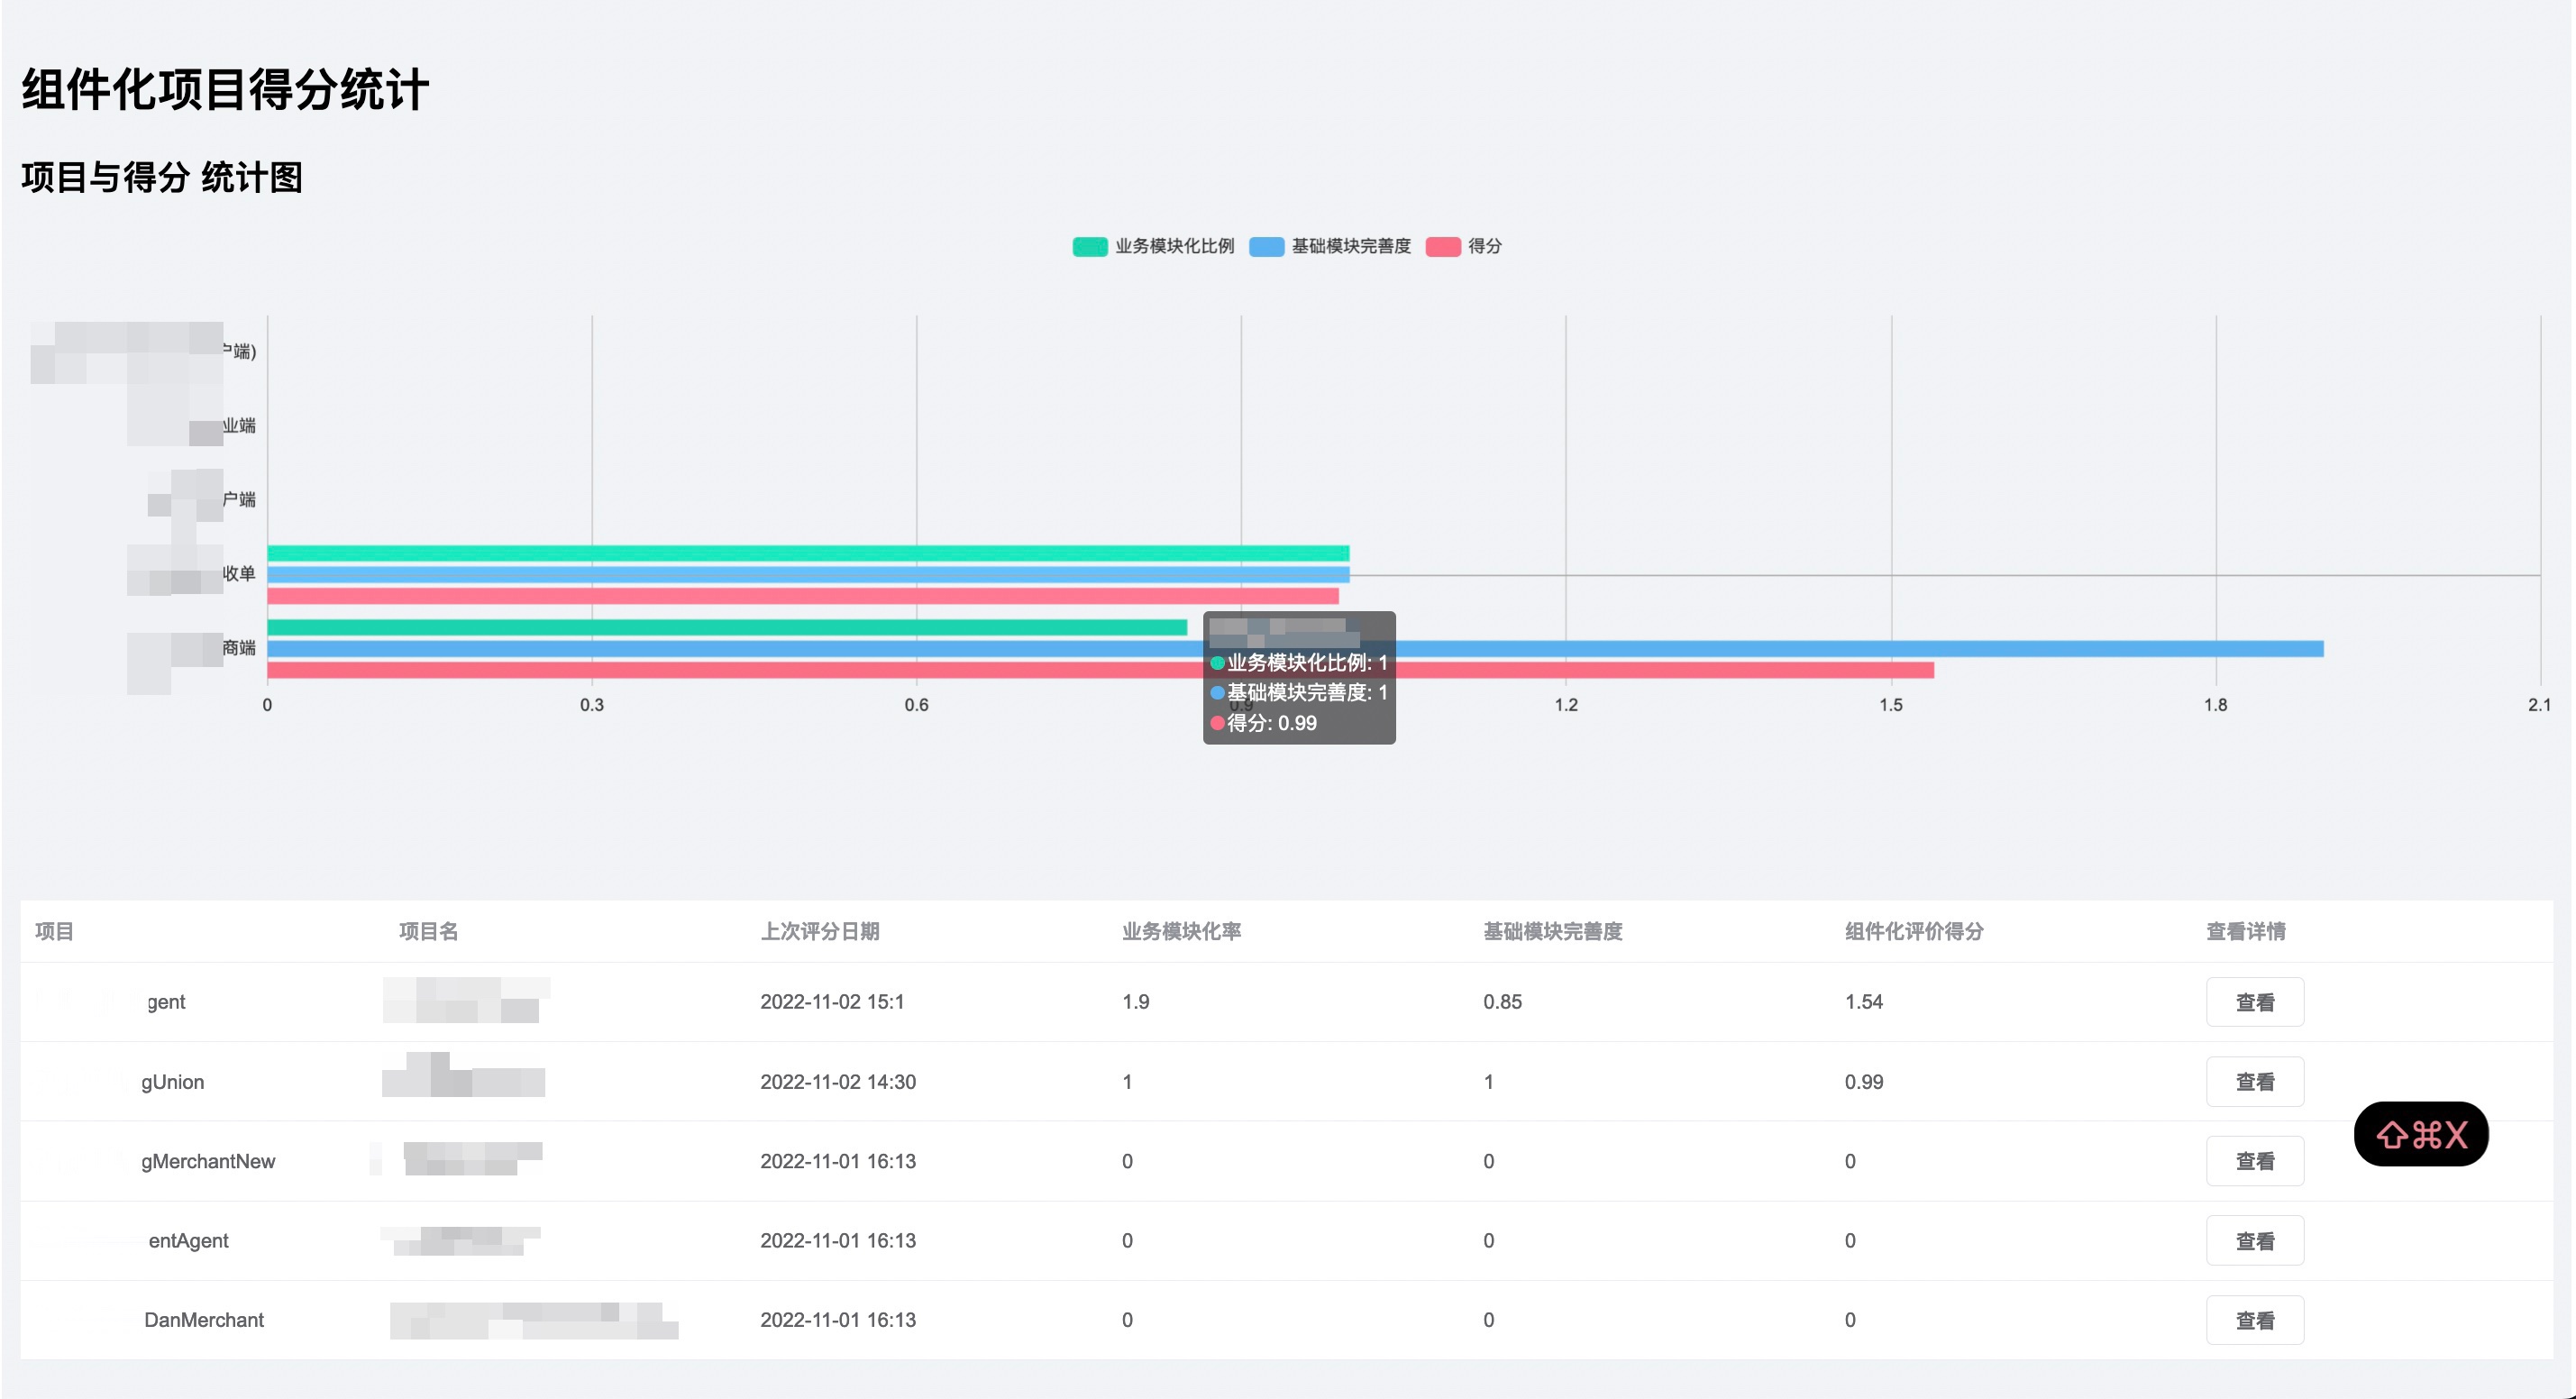 组件化项目得分统计
项目与得分 统计图
业务模块化比例 基础模块完善度 得分
户端)
业端
户端
收单
商端
业务模块化比例: 1
基础模块完善度: 1
得分: 0.99
0 0.3 0.6 0.9 1.2 1.5 1.8 2.1
项目 项目名 上次评分日期 业务模块化率 基础模块完善度 组件化评价得分 查看详情
gent 2022-11-02 15:1 1.9 0.85 1.54 查看
gUnion 2022-11-02 14:30 1 1 0.99 查看
⇧⌘X
gMerchantNew 2022-11-01 16:13 0 0 0 查看
entAgent 2022-11-01 16:13 0 0 0 查看
DanMerchant 2022-11-01 16:13 0 0 0 查看